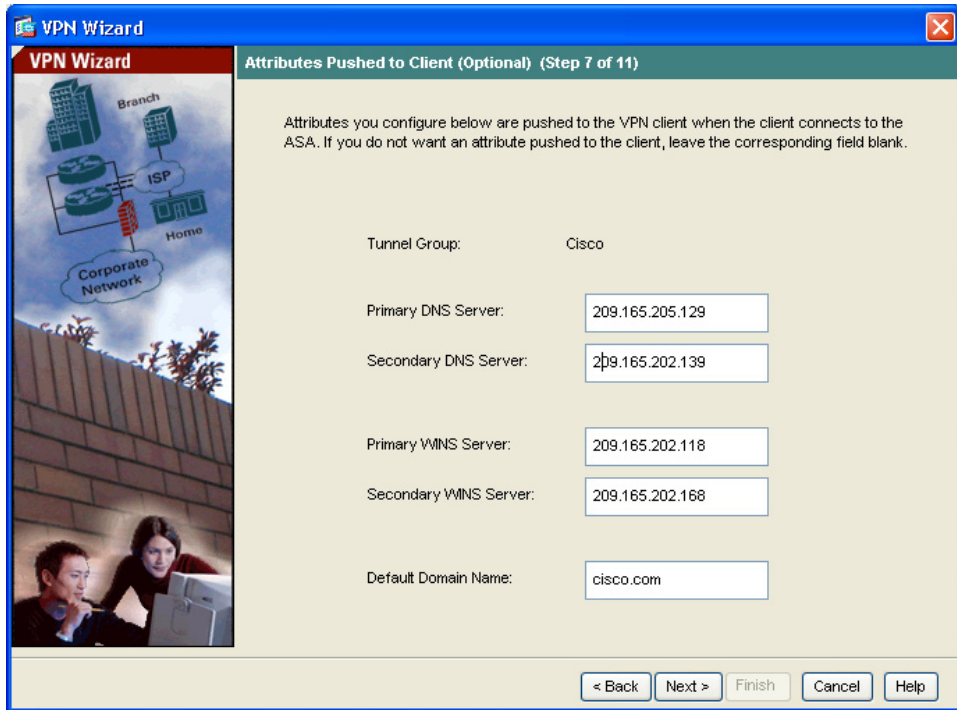 VPN Wizard
VPN Wizard
Branch
ISP
Home
Corporate
Network
Attributes Pushed to Client (Optional) (Step 7 of 11)
Attributes you configure below are pushed to the VPN client when the client connects to the
ASA. If you do not want an attribute pushed to the client, leave the corresponding field blank.
Tunnel Group: Cisco
Primary DNS Server: 209.165.205.129
Secondary DNS Server: 209.165.202.139
Primary WINS Server: 209.165.202.118
Secondary WINS Server: 209.165.202.168
Default Domain Name: cisco.com
< Back Next > Finish Cancel Help